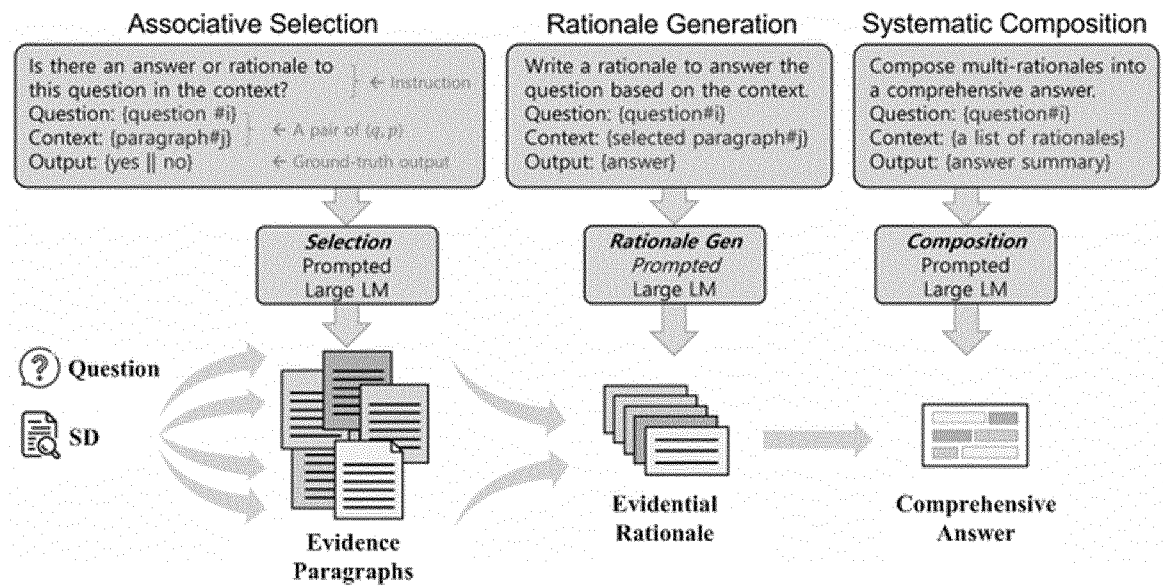 Associative Selection
Is there an answer or rationale to
this question in the context?
← Instruction
Question: {question #i}
Context: {paragraph#j}
← A pair of (q, p)
Output: {yes || no}
← Ground-truth output
Selection
Prompted
Large LM
Rationale Generation
Write a rationale to answer the
question based on the context.
Question: {question#i}
Context: {selected paragraph#j}
Output: {answer}
Rationale Gen
Prompted
Large LM
Systematic Composition
Compose multi-rationales into
a comprehensive answer.
Question: {question#i}
Context: {a list of rationales}
Output: {answer summary}
Composition
Prompted
Large LM
Question
SD
Evidence
Paragraphs
Evidential
Rationale
Comprehensive
Answer